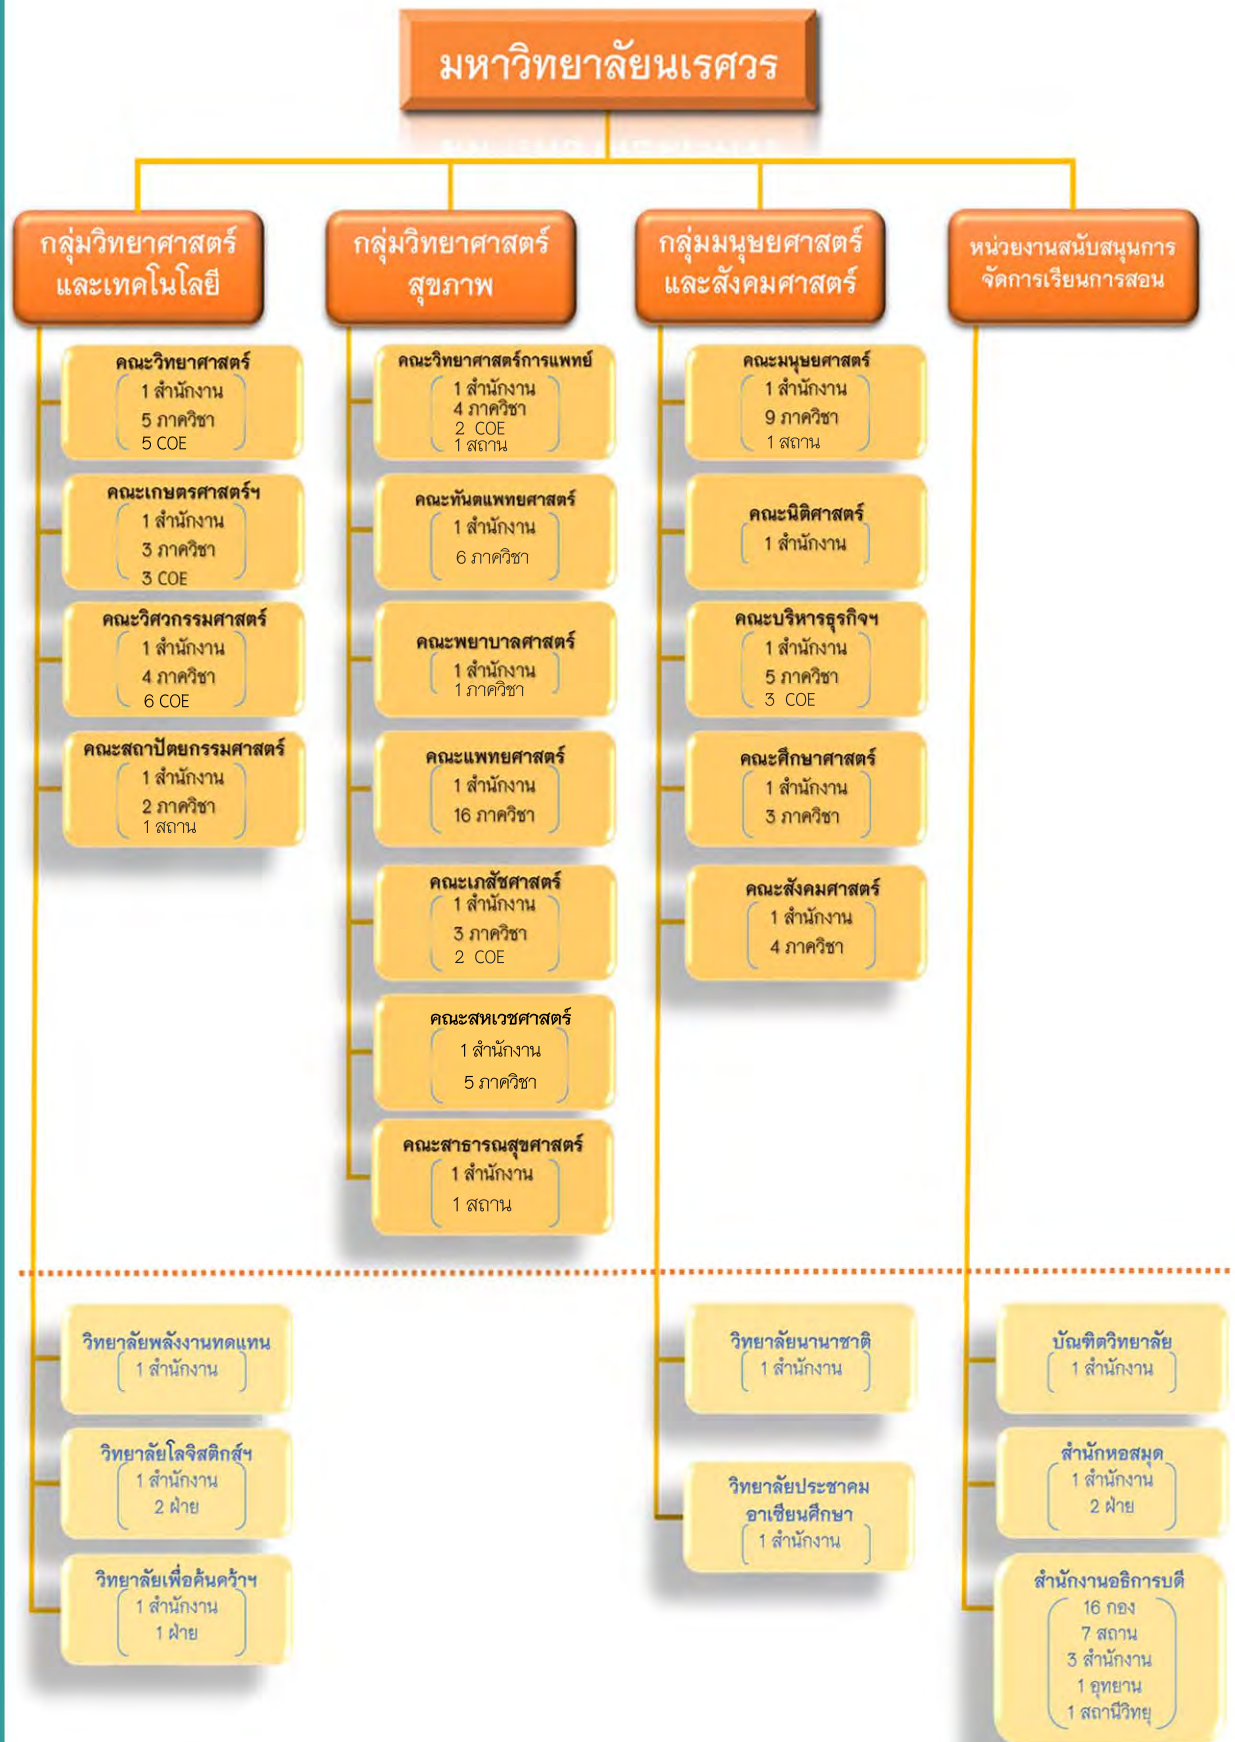 มหาวิทยาลัยนเรศวร
กลุ่มวิทยาศาสตร์
และเทคโนโลยี
คณะวิทยาศาสตร์
1 สำนักงาน
5 ภาควิชา
5 COE
คณะเกษตรศาสตร์ฯ
1 สำนักงาน
3 ภาควิชา
3 COE
คณะวิศวกรรมศาสตร์
1 สำนักงาน
4 ภาควิชา
6 COE
คณะสถาปัตยกรรมศาสตร์
1 สำนักงาน
2 ภาควิชา
1 สถาน
วิทยาลัยพลังงานทดแทน
1 สำนักงาน
วิทยาลัยโลจิสติกส์ฯ
1 สำนักงาน
2 ฝ่าย
วิทยาลัยเพื่อค้นคว้าฯ
1 สำนักงาน
1 ฝ่าย
กลุ่มวิทยาศาสตร์
สุขภาพ
คณะวิทยาศาสตร์การแพทย์
1 สำนักงาน
4 ภาควิชา
2 COE
1 สถาน
คณะทันตแพทยศาสตร์
1 สำนักงาน
6 ภาควิชา
คณะพยาบาลศาสตร์
1 สำนักงาน
1 ภาควิชา
คณะแพทยศาสตร์
1 สำนักงาน
16 ภาควิชา
คณะเภสัชศาสตร์
1 สำนักงาน
3 ภาควิชา
2 COE
คณะสหเวชศาสตร์
1 สำนักงาน
5 ภาควิชา
คณะสาธารณสุขศาสตร์
1 สำนักงาน
1 สถาน
กลุ่มมนุษยศาสตร์
และสังคมศาสตร์
คณะมนุษยศาสตร์
1 สำนักงาน
9 ภาควิชา
1 สถาน
คณะนิติศาสตร์
1 สำนักงาน
คณะบริหารธุรกิจฯ
1 สำนักงาน
5 ภาควิชา
3 COE
คณะศึกษาศาสตร์
1 สำนักงาน
3 ภาควิชา
คณะสังคมศาสตร์
1 สำนักงาน
4 ภาควิชา
วิทยาลัยนานาชาติ
1 สำนักงาน
วิทยาลัยประชาคม
อาเซียนศึกษา
1 สำนักงาน
หน่วยงานสนับสนุนการ
จัดการเรียนการสอน
บัณฑิตวิทยาลัย
1 สำนักงาน
สำนักหอสมุด
1 สำนักงาน
2 ฝ่าย
สำนักงานอธิการบดี
16 กอง
7 สถาน
3 สำนักงาน
1 อุทยาน
1 สถานีวิทยุ